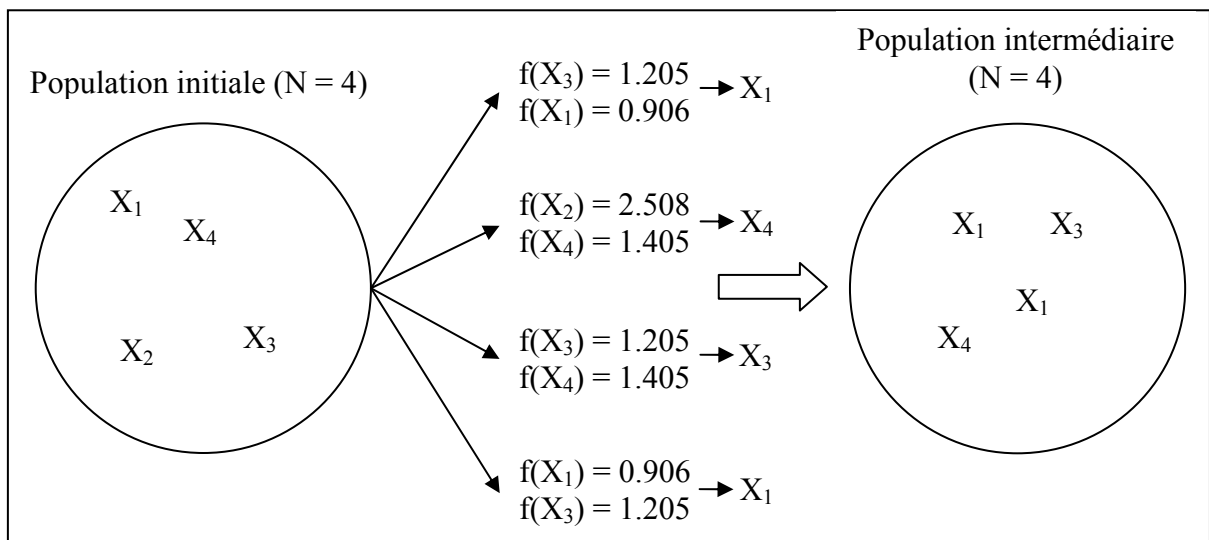 Population initiale (N = 4)
X₁
X₄
X₂
X₃
f(X₃) = 1.205
f(X₁) = 0.906
X₁
f(X₂) = 2.508
f(X₄) = 1.405
X₄
f(X₃) = 1.205
f(X₄) = 1.405
X₃
f(X₁) = 0.906
f(X₃) = 1.205
X₁
Population intermédiaire
(N = 4)
X₁
X₃
X₁
X₄